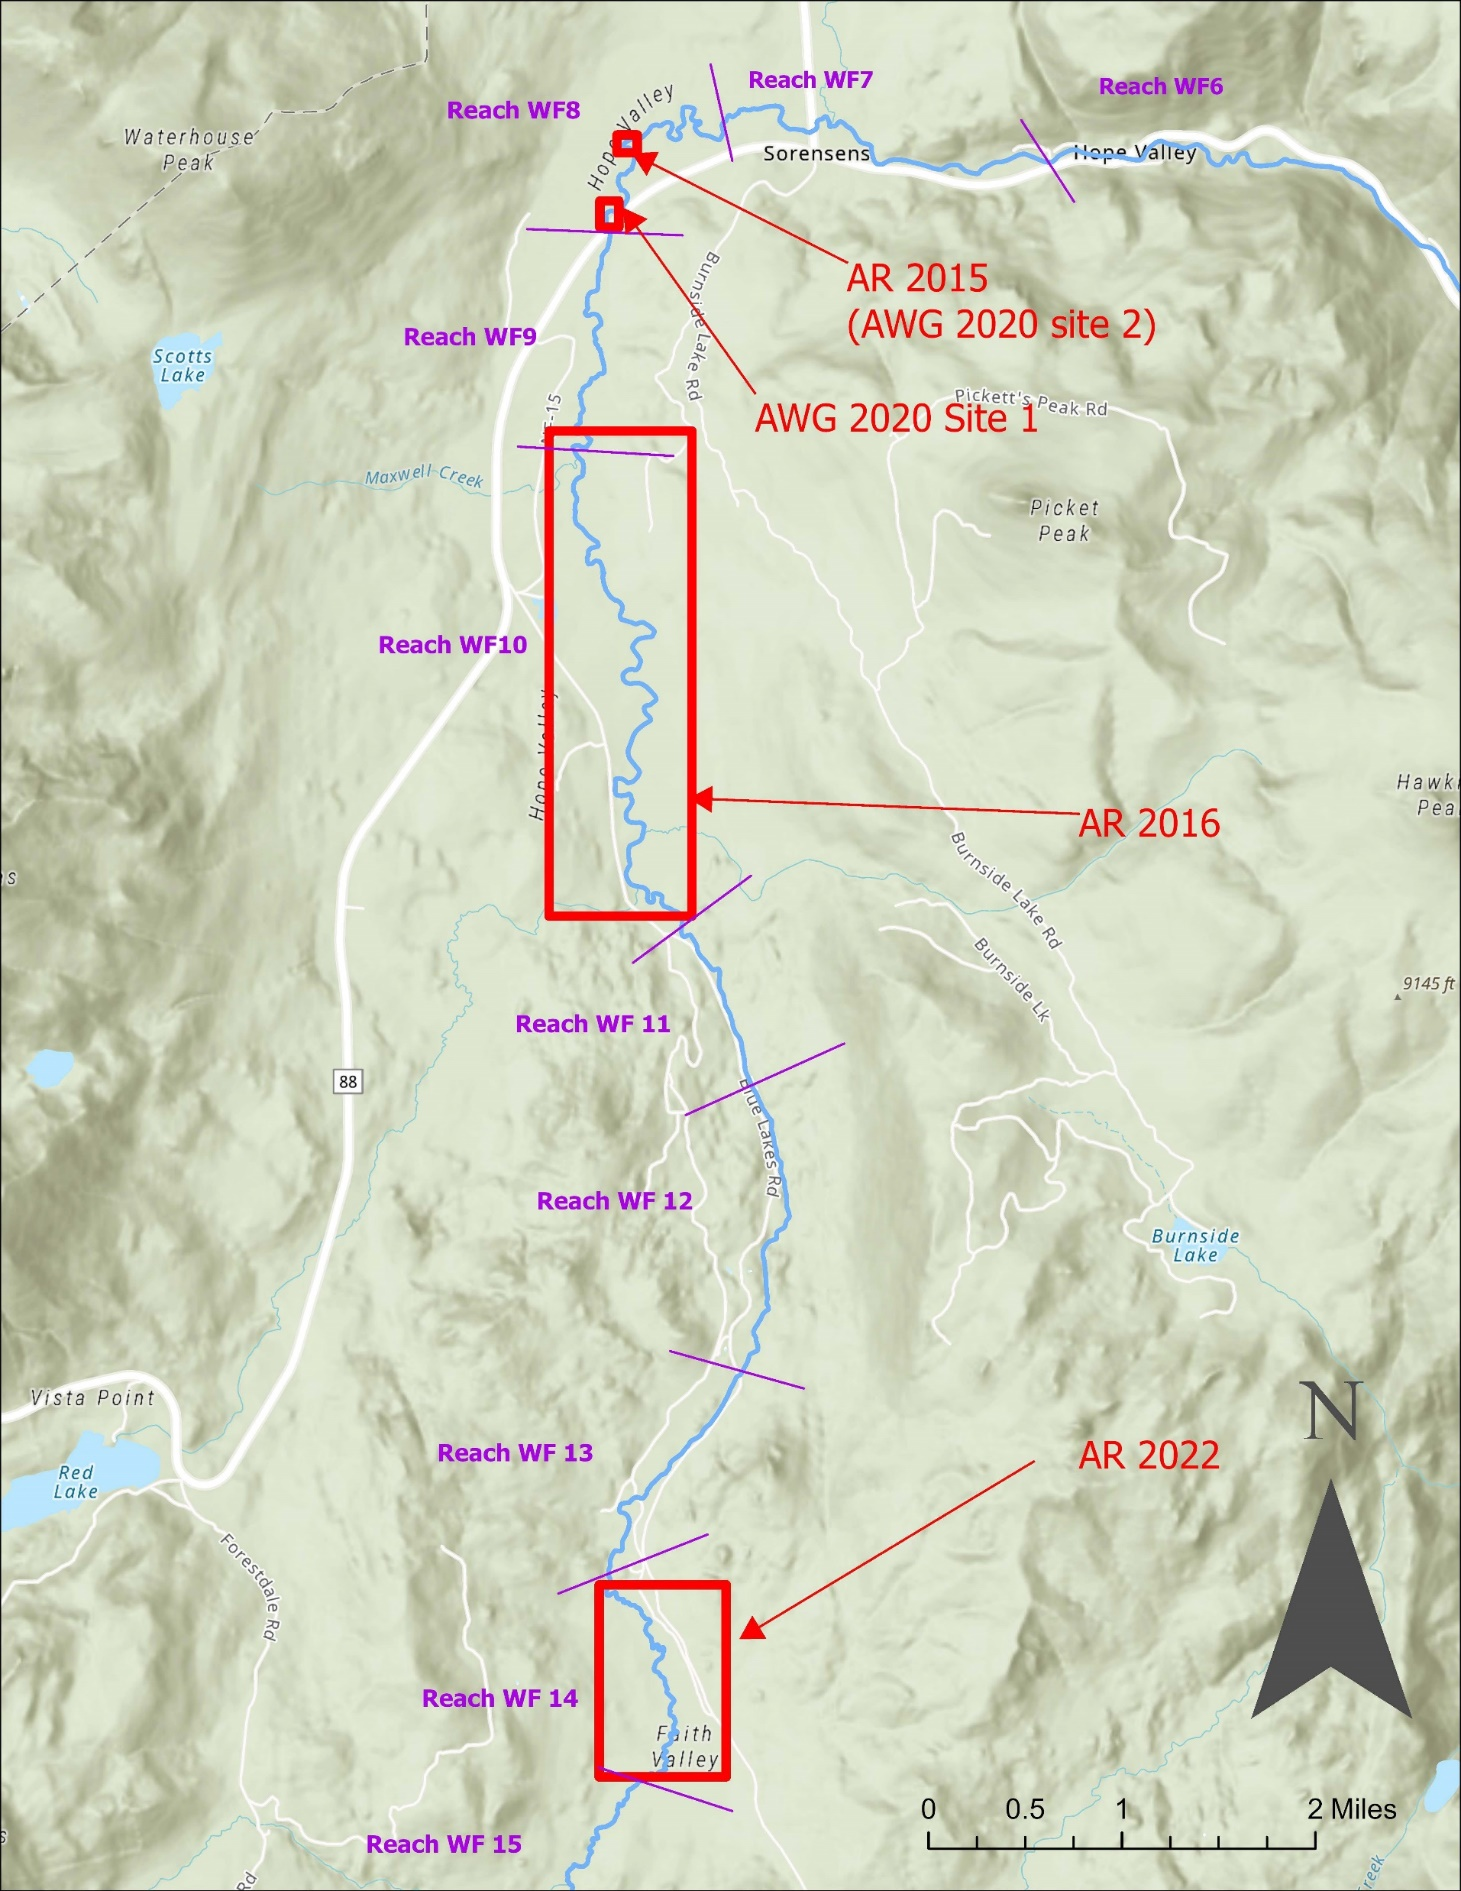 Reach WF7
Reach WF6
Reach WF8
Hope Valley
Waterhouse
Peak
Sorensens
Hope Valley
AR 2015
(AWG 2020 site 2)
Burnside Lake Rd
Reach WF9
Scotts
Lake
AWG 2020 Site 1
Pickett's Peak Rd
Maxwell Creek
Picket
Peak
Reach WF10
Hope Valley
AR 2016
Burnside Lake Rd
Burnside Lk
9145 ft
Reach WF 11
88
Blue Lakes Rd
Reach WF 12
Burnside
Lake
Vista Point
N
Reach WF 13
AR 2022
Red
Lake
Forestdale Rd
Reach WF 14
Faith
Valley
0 0.5 1 2 Miles
Reach WF 15
Rd